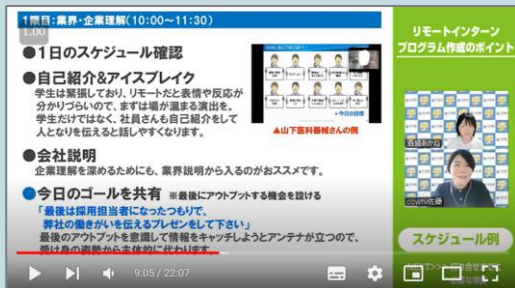 1限目：業界・企業理解(10:00～11:30)
1.00
●1日のスケジュール確認
●自己紹介&アイスブレイク
学生は緊張しており、リモートだと表情や反応が
分かりづらいので、まずは場が温まる演出を。
学生だけではなく、社員さんも自己紹介をして
人となりを伝えると話しやすくなります。
▲山下医科器械さんの例
●会社説明
企業理解を深めるためにも、業界説明から入るのがおススメです。
●今日のゴールを共有 ※最後にアウトプットする機会を設ける
「最後は採用担当者になったつもりで、
弊社の働きがいを伝えるプレゼンをして下さい」
最後のアウトプットを意識して情報をキャッチしようとアンテナが立つので、
受け身の姿勢から主体的に代わります。
リモートインターン
プログラム作成のポイント
cowm佐藤
スケジュール例
9:05 / 22:07